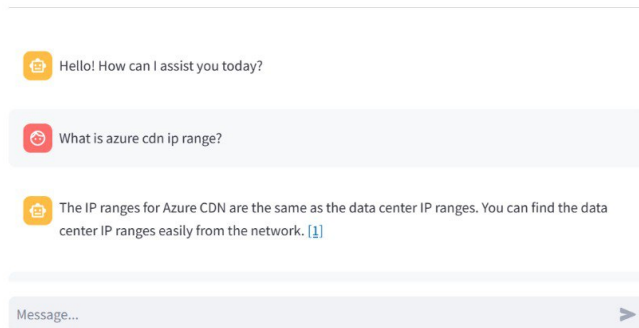 Hello! How can I assist you today?
What is azure cdn ip range?
The IP ranges for Azure CDN are the same as the data center IP ranges. You can find the data
center IP ranges easily from the network. [1]
Message...